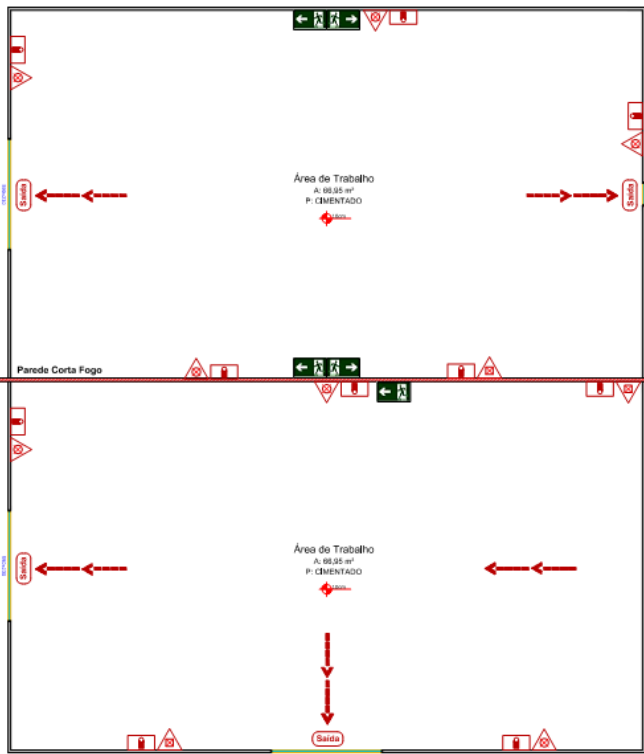 Área de Trabalho
A: 66,95 m²
P: CIMENTADO
Saída
Saída
Parede Corta Fogo
Área de Trabalho
A: 66,95 m²
P: CIMENTADO
Saída
Saída